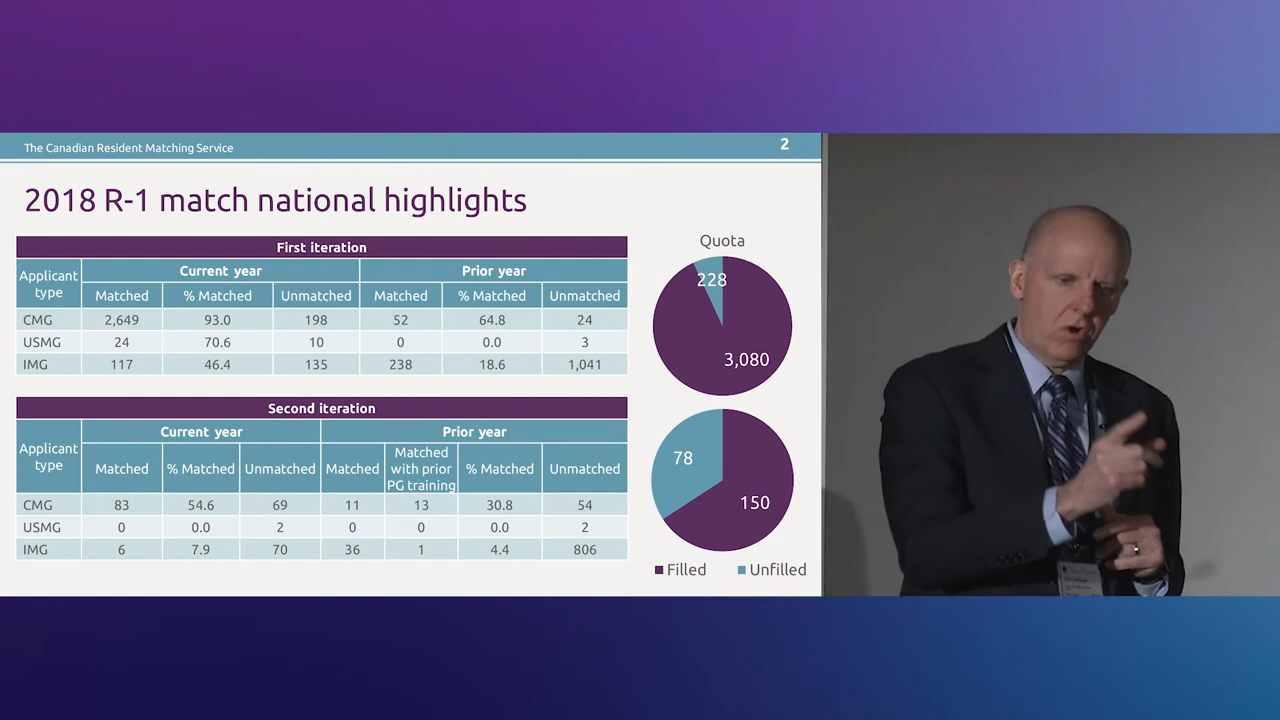 The Canadian Resident Matching Service
2
2018 R-1 match national highlights
First iteration
Applicant type
Current year
Prior year
Matched
% Matched
Unmatched
Matched
% Matched
Unmatched
CMG 2,649 93.0 198 52 64.8 24
USMG 24 70.6 10 0 0.0 3
IMG 117 46.4 135 238 18.6 1,041
Second iteration
Applicant type
Current year
Prior year
Matched
% Matched
Unmatched
Matched
Matched with prior PG training
% Matched
Unmatched
CMG 83 54.6 69 11 13 30.8 54
USMG 0 0.0 2 0 0 0.0 2
IMG 6 7.9 70 36 1 4.4 806
Quota
228
3,080
78
150
Filled
Unfilled